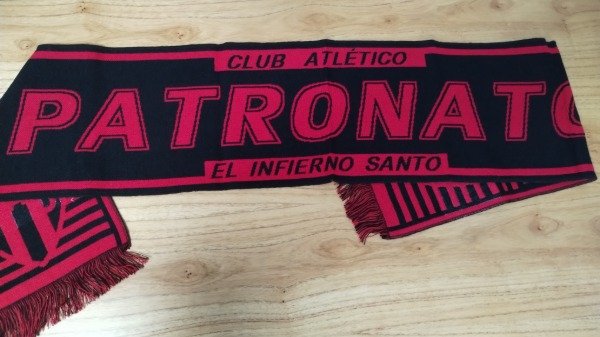 CLUB ATLÉTICO
PATRONATO
EL INFIERNO SANTO